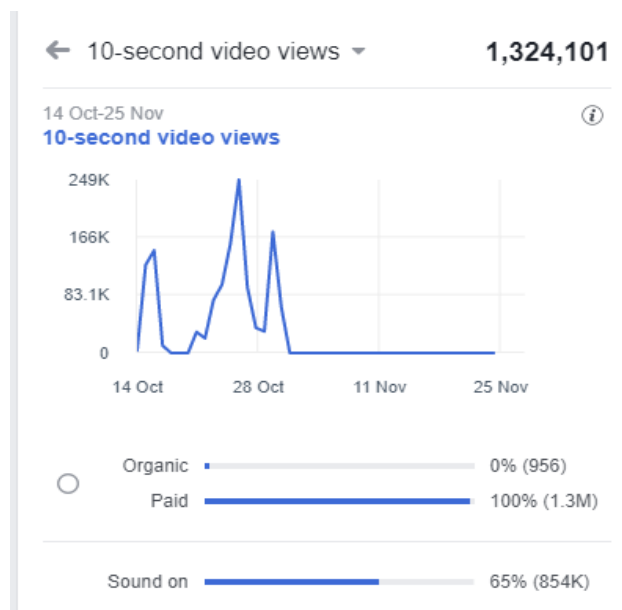 10-second video views 1,324,101
14 Oct-25 Nov
10-second video views
249K
166K
83.1K
0
14 Oct 28 Oct 11 Nov 25 Nov
Organic 0% (956)
Paid 100% (1.3M)
Sound on 65% (854K)